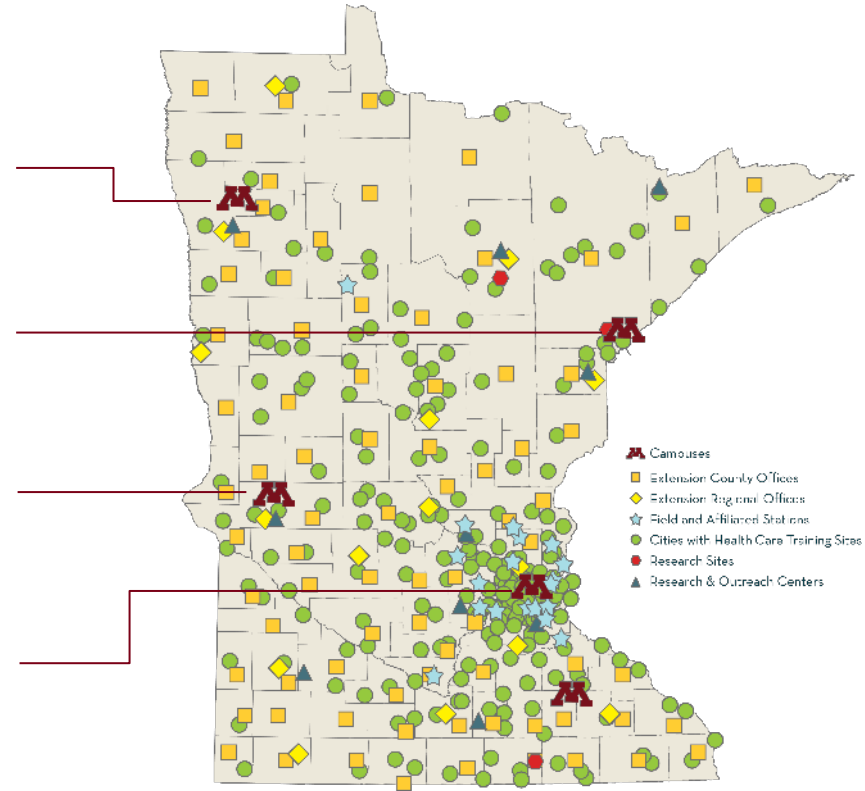 Campuses
Extension County Offices
Extension Regional Offices
Field and Affiliated Stations
Cities with Health Care Training Sites
Research Sites
Research & Outreach Centers